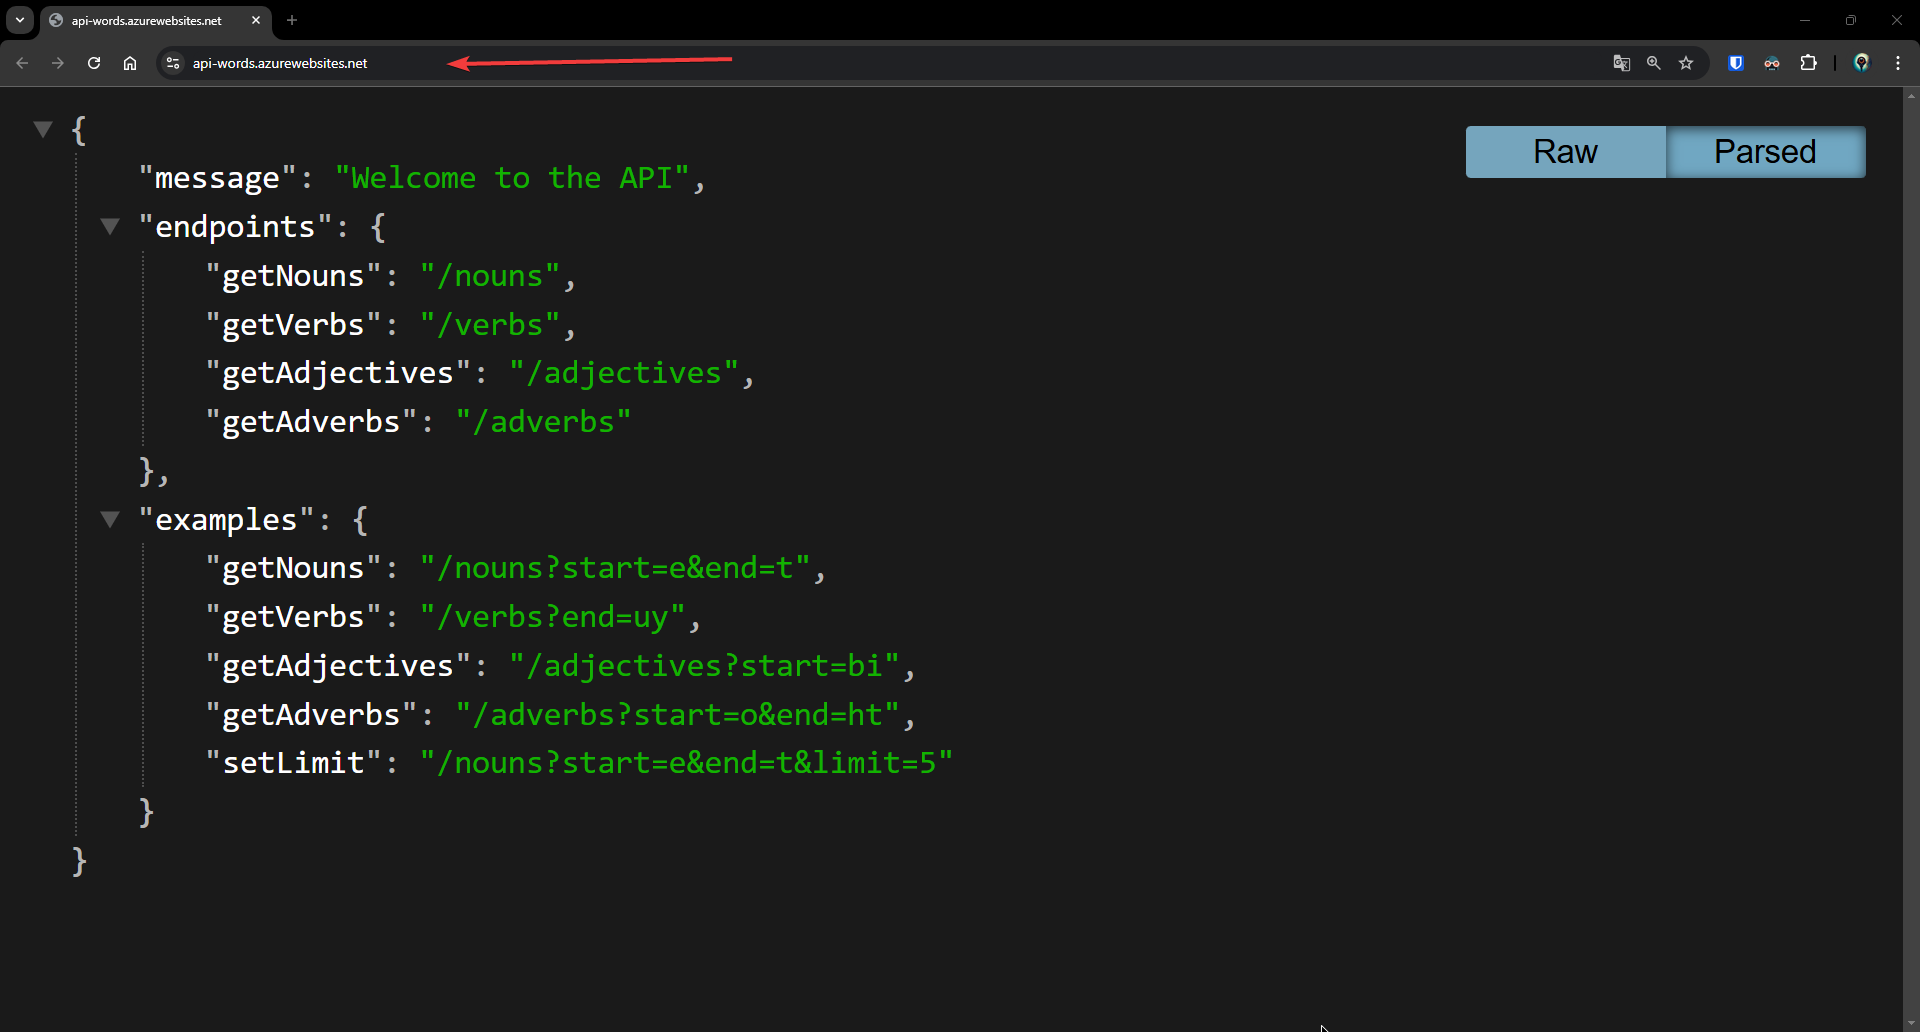 api-words.azurewebsites.net
api-words.azurewebsites.net
{
"message": "Welcome to the API",
Raw Parsed
"endpoints": {
"getNouns": "/nouns",
"getVerbs": "/verbs",
"getAdjectives": "/adjectives",
"getAdverbs": "/adverbs"
},
"examples": {
"getNouns": "/nouns?start=e&end=t",
"getVerbs": "/verbs?end=uy",
"getAdjectives": "/adjectives?start=bi",
"getAdverbs": "/adverbs?start=o&end=ht",
"setLimit": "/nouns?start=e&end=t&limit=5"
}
}